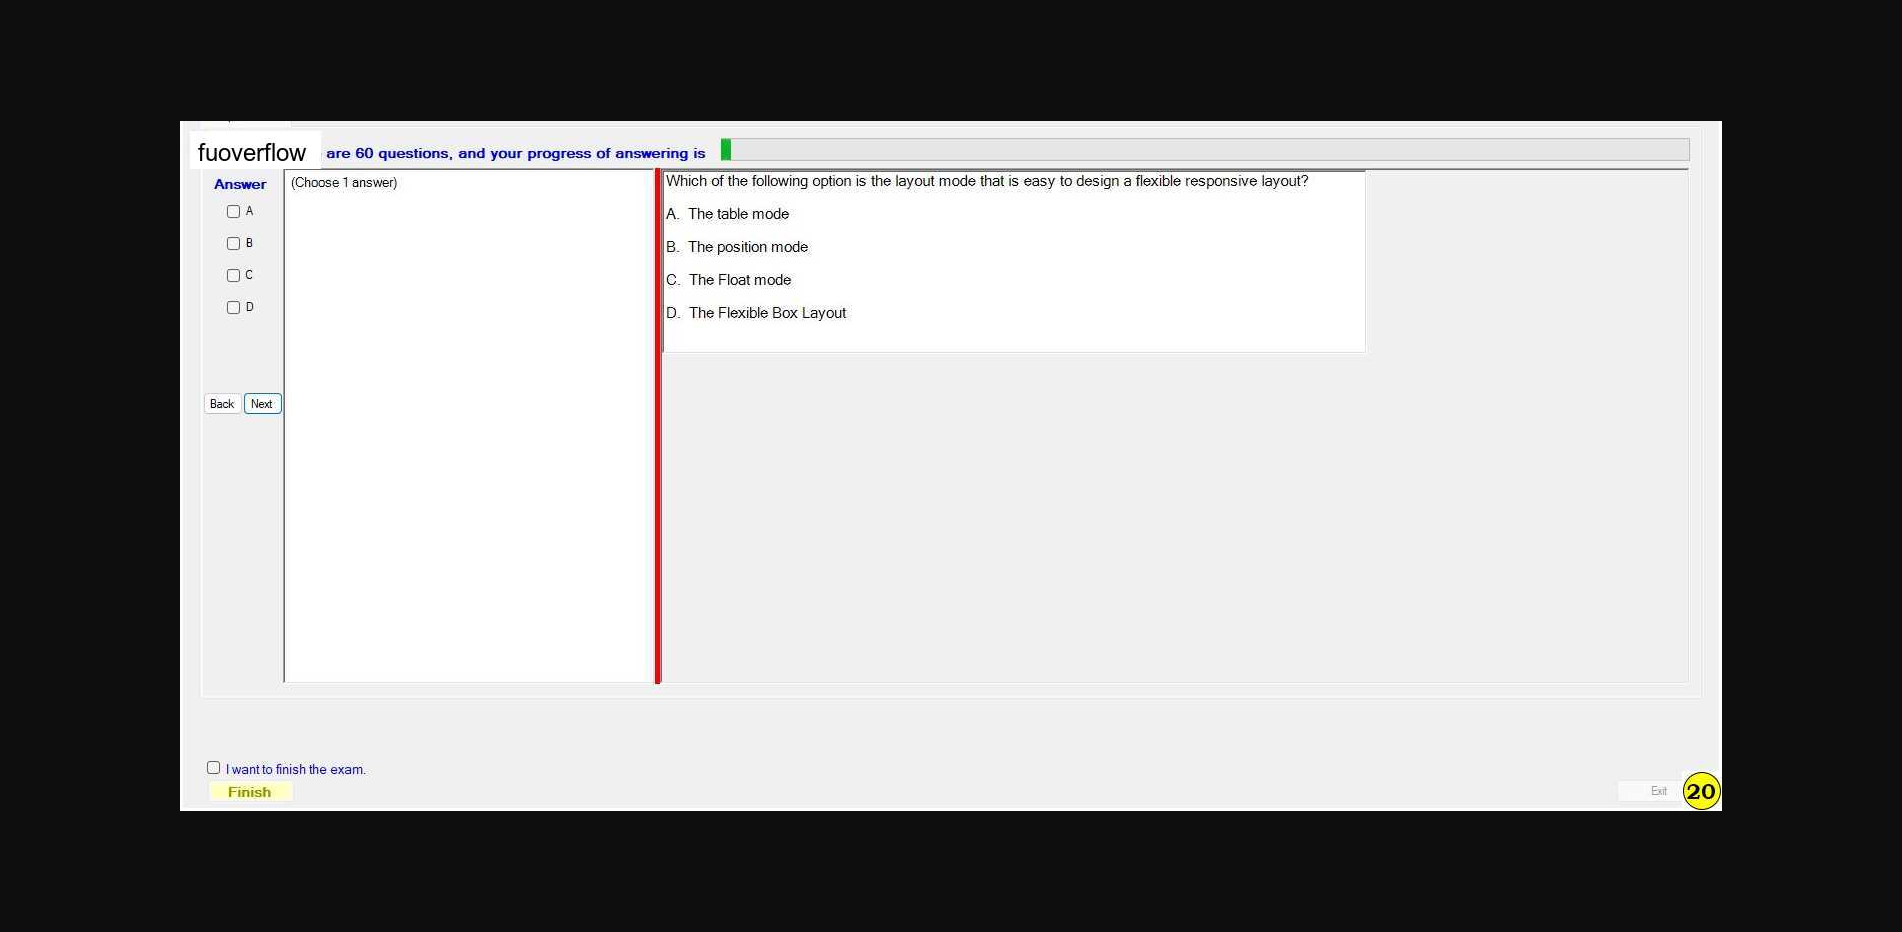 fuoverflow are 60 questions, and your progress of answering is
Answer
(Choose 1 answer)
A
B
C
D
Back Next
Which of the following option is the layout mode that is easy to design a flexible responsive layout?
A. The table mode
B. The position mode
C. The Float mode
D. The Flexible Box Layout
I want to finish the exam.
Finish
Exit
20